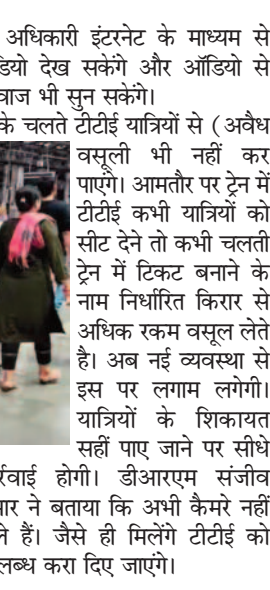 अधिकारी इंटरनेट के माध्यम से
डियो देख सकेंगे और ऑडियो से
वाज भी सुन सकेंगे।
के चलते टीटीई यात्रियों से (अवैध
वसूली भी नहीं कर
पाएंगे। आमतौर पर ट्रेन में
टीटीई कभी यात्रियों को
सीट देने तो कभी चलती
ट्रेन में टिकट बनाने के
नाम निर्धारित किरार से
अधिक रकम वसूल लेते
है। अब नई व्यवस्था से
इस पर लगाम लगेगी।
यात्रियों के शिकायत
सहीं पाए जाने पर सीधे
र्रवाई होगी। डीआरएम संजीव
मार ने बताया कि अभी कैमरे नहीं
ले हैं। जैसे ही मिलेंगे टीटीई को
लब्ध करा दिए जाएंगे।